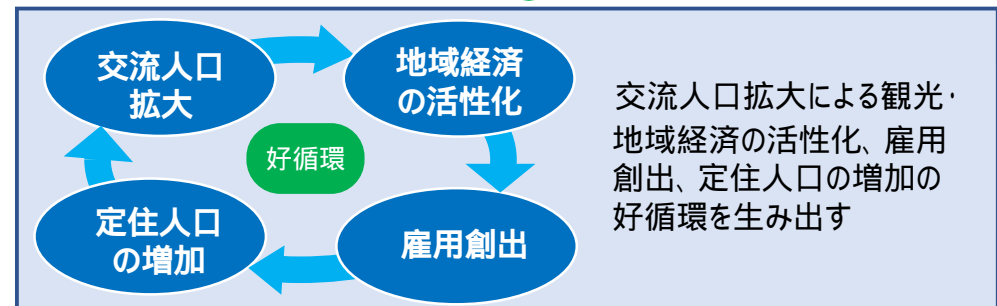 交流人口
拡大
地域経済
の活性化
好循環
定住人口
の増加
雇用創出
交流人口拡大による観光・
地域経済の活性化、雇用
創出、定住人口の増加の
好循環を生み出す